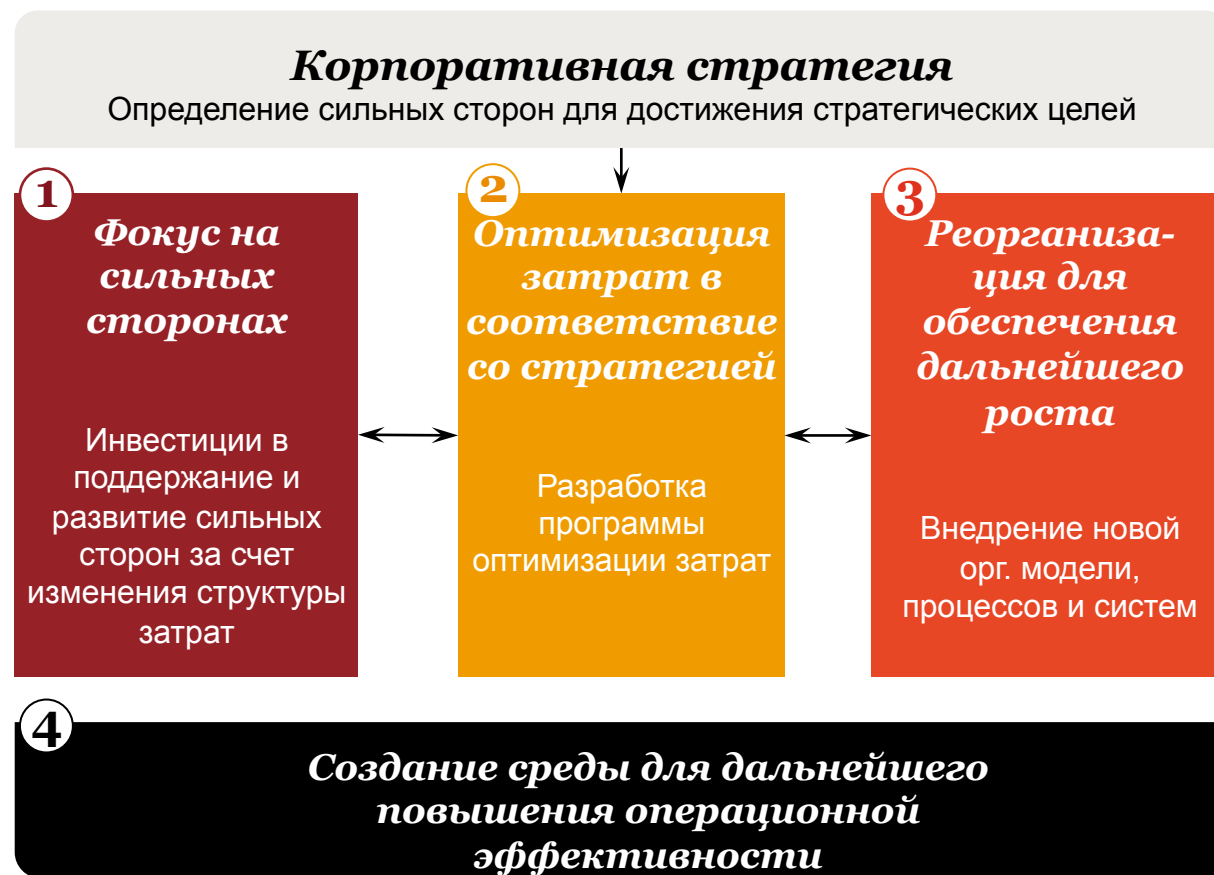 Корпоративная стратегия
Определение сильных сторон для достижения стратегических целей
1
Фокус на
сильных
сторонах
Инвестиции в
поддержание и
развитие сильных
сторон за счет
изменения структуры
затрат
2
Оптимизация
затрат в
соответствие
со стратегией
Разработка
программы
оптимизации затрат
3
Реорганиза-
ция для
обеспечения
дальнейшего
роста
Внедрение новой
орг. модели,
процессов и систем
4
Создание среды для дальнейшего
повышения операционной
эффективности